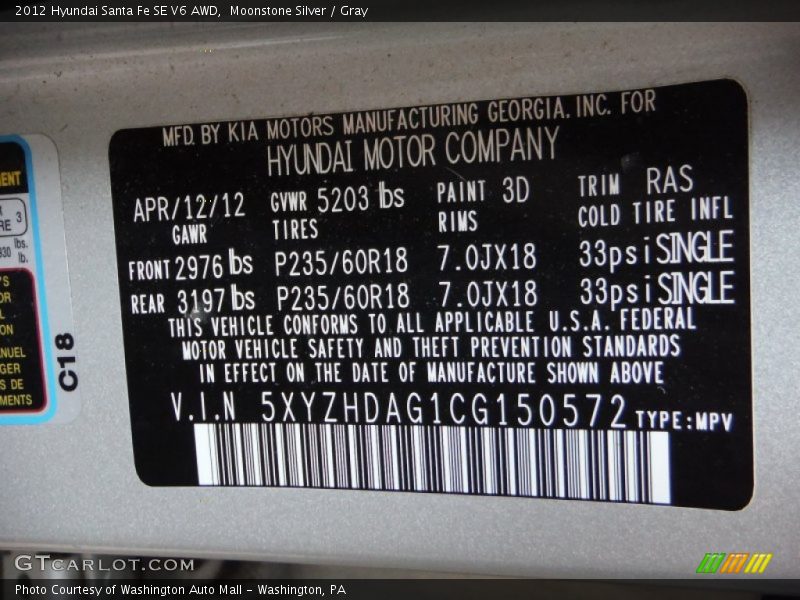 2012 Hyundai Santa Fe SE V6 AWD,  Moonstone Silver / Gray
MFD. BY KIA MOTORS MANUFACTURING GEORGIA. INC. FOR
HYUNDAI MOTOR COMPANY
APR/12/12 GVWR 5203 lbs PAINT 3D TRIM RAS
GAWR TIRES RIMS COLD TIRE INFL
FRONT 2976 lbs P235/60R18 7.0JX18 33psi SINGLE
REAR 3197 lbs P235/60R18 7.0JX18 33psi SINGLE
THIS VEHICLE CONFORMS TO ALL APPLICABLE U.S.A. FEDERAL
MOTOR VEHICLE SAFETY AND THEFT PREVENTION STANDARDS
IN EFFECT ON THE DATE OF MANUFACTURE SHOWN ABOVE
V.I.N 5XYZHDAG1CG150572 TYPE:MPV
C18
GTCARLOT.COM
Photo Courtesy of Washington Auto Mall - Washington, PA